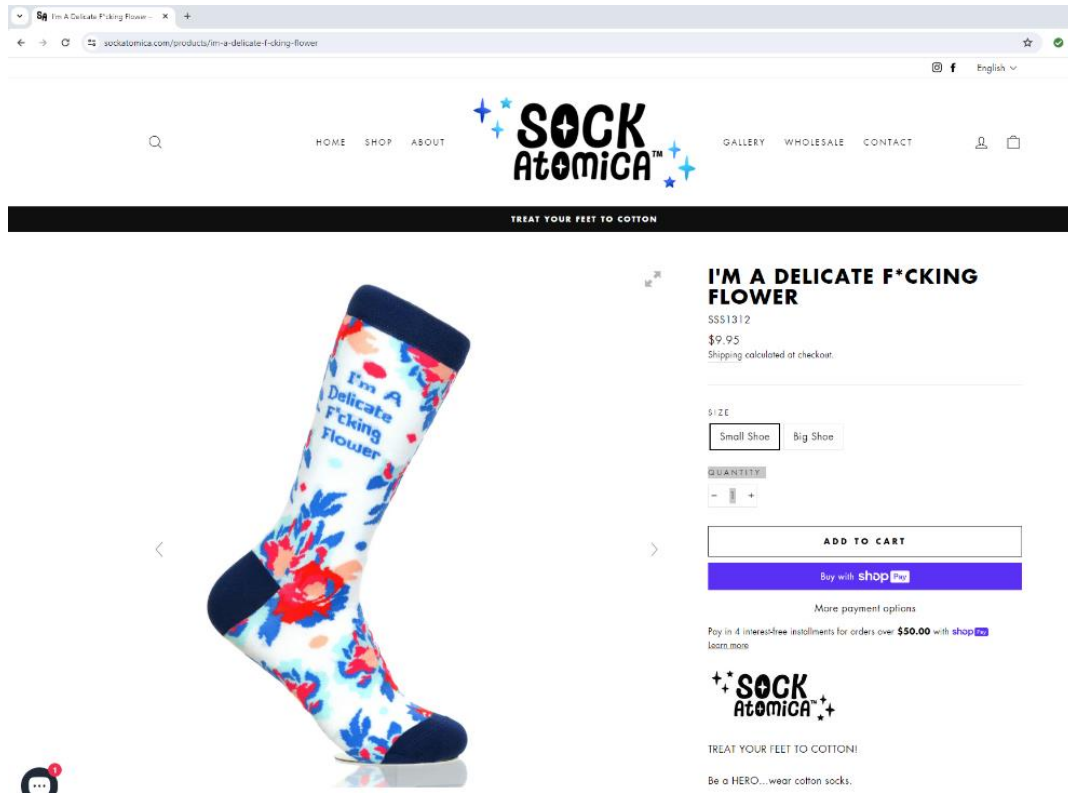 SA I'm A Delicate F*cking Flower –
sockatomica.com/products/im-a-delicate-f-cking-flower
English
HOME SHOP ABOUT
SOCK
ATOMiCA™
GALLERY WHOLESALE CONTACT
TREAT YOUR FEET TO COTTON
I'm A
Delicate
F*cking
Flower
I'M A DELICATE F*CKING
FLOWER
SSS1312
$9.95
Shipping calculated at checkout.
SIZE
Small Shoe Big Shoe
QUANTITY
− 1 +
ADD TO CART
Buy with shop Pay
More payment options
Pay in 4 interest-free installments for orders over $50.00 with shop Pay
Learn more
SOCK
ATOMiCA™
TREAT YOUR FEET TO COTTON!
Be a HERO...wear cotton socks.
1